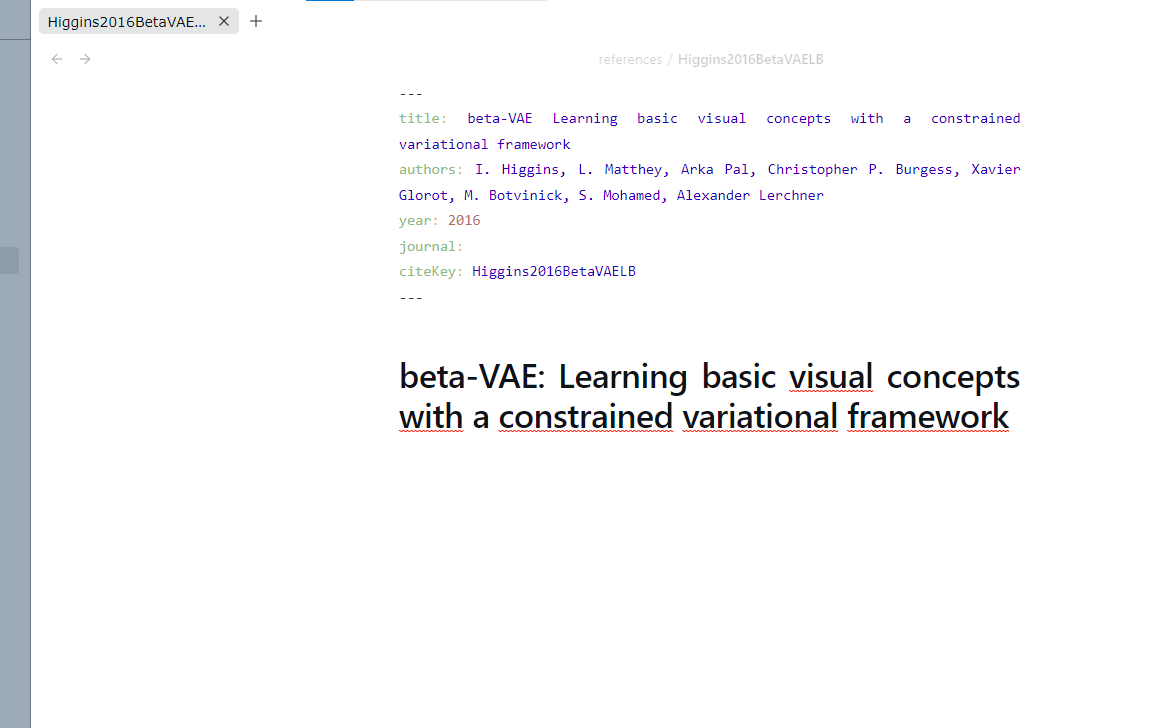 Higgins2016BetaVAE...
references / Higgins2016BetaVAELB
---
title: beta-VAE Learning basic visual concepts with a constrained
variational framework
authors: I. Higgins, L. Matthey, Arka Pal, Christopher P. Burgess, Xavier
Glorot, M. Botvinick, S. Mohamed, Alexander Lerchner
year: 2016
journal:
citeKey: Higgins2016BetaVAELB
---
beta-VAE: Learning basic visual concepts
with a constrained variational framework